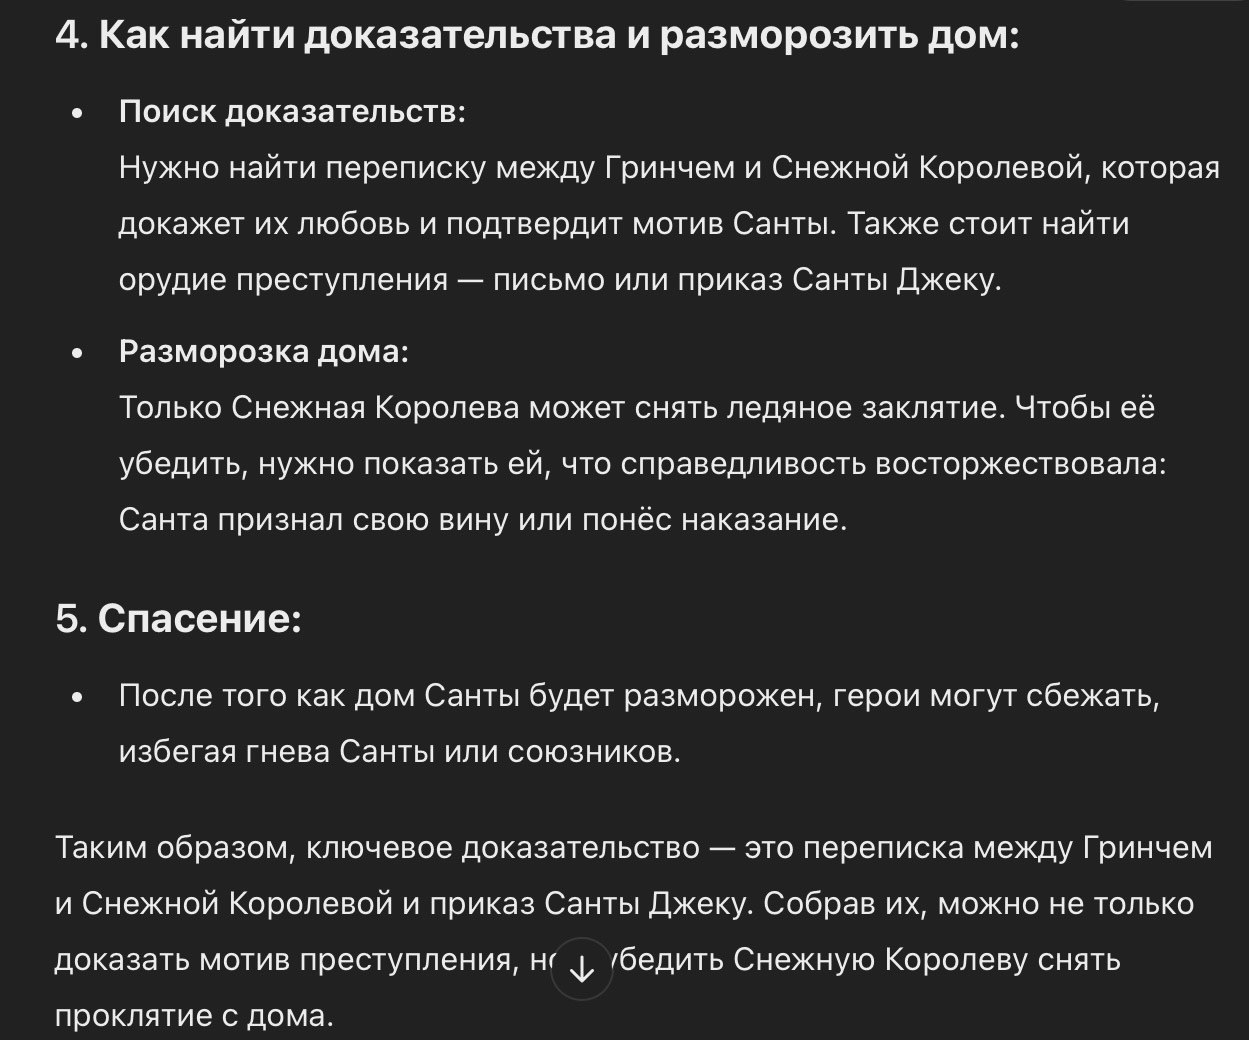 4. Как найти доказательства и разморозить дом:
• Поиск доказательств:
Нужно найти переписку между Гринчем и Снежной Королевой, которая
докажет их любовь и подтвердит мотив Санты. Также стоит найти
орудие преступления — письмо или приказ Санты Джеку.
• Разморозка дома:
Только Снежная Королева может снять ледяное заклятие. Чтобы её
убедить, нужно показать ей, что справедливость восторжествовала:
Санта признал свою вину или понёс наказание.
5. Спасение:
• После того как дом Санты будет разморожен, герои могут сбежать,
избегая гнева Санты или союзников.
Таким образом, ключевое доказательство — это переписка между Гринчем
и Снежной Королевой и приказ Санты Джеку. Собрав их, можно не только
доказать мотив преступления, убедить Снежную Королеву снять
проклятие с дома.